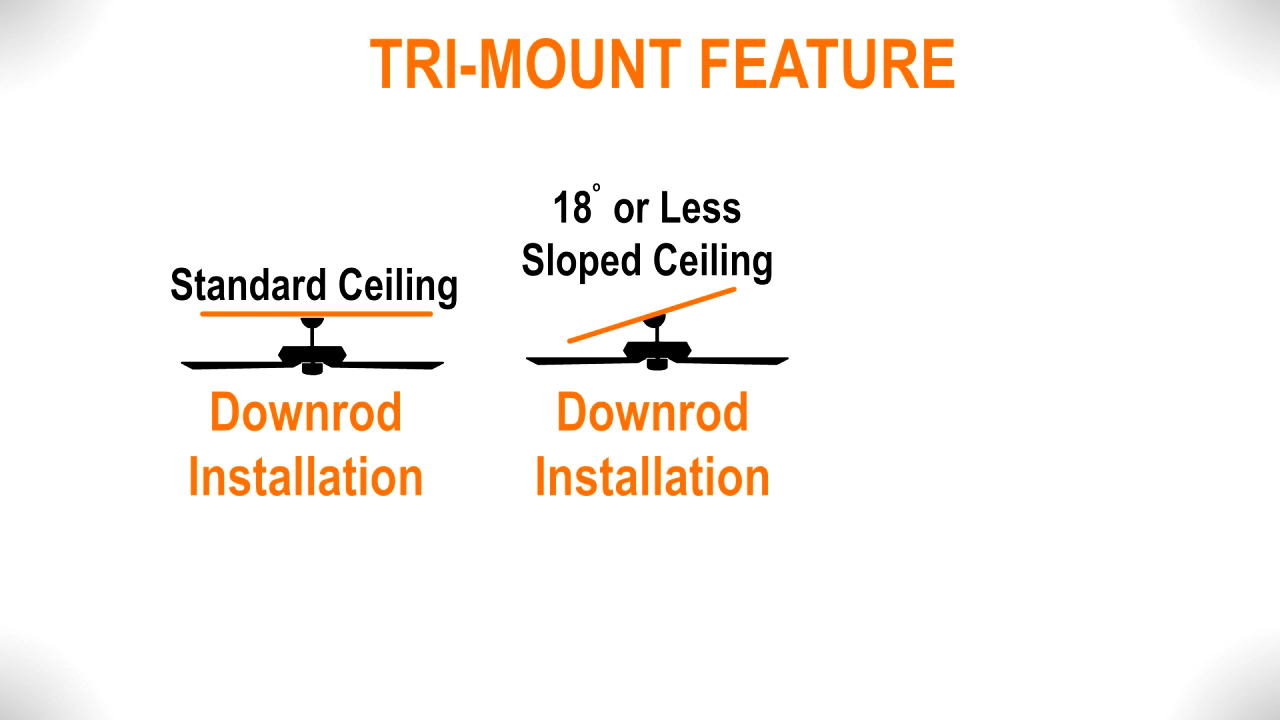 TRI-MOUNT FEATURE
Standard Ceiling
Downrod
Installation
18° or Less
Sloped Ceiling
Downrod
Installation